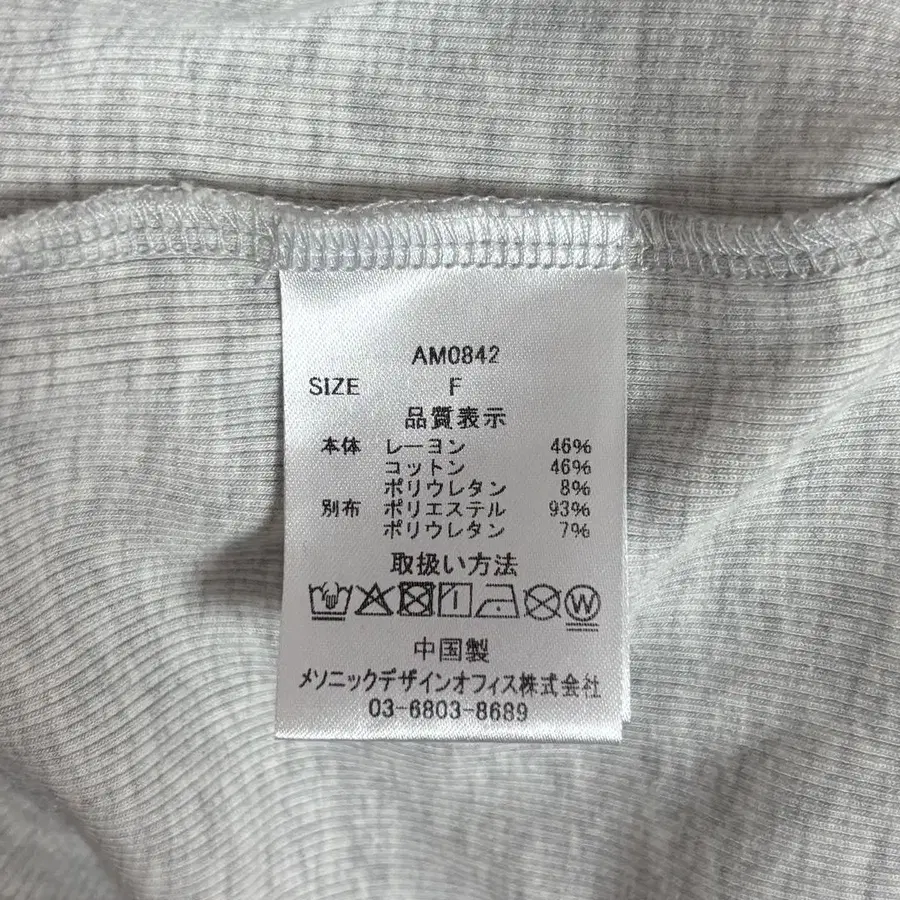 AM0842
SIZE F
品質表示
本体 レーヨン 46%
コットン 46%
ポリウレタン 8%
別布 ポリエステル 93%
ポリウレタン 7%
取扱い方法
W
中国製
メソニックデザインオフィス株式会社
03-6803-8689